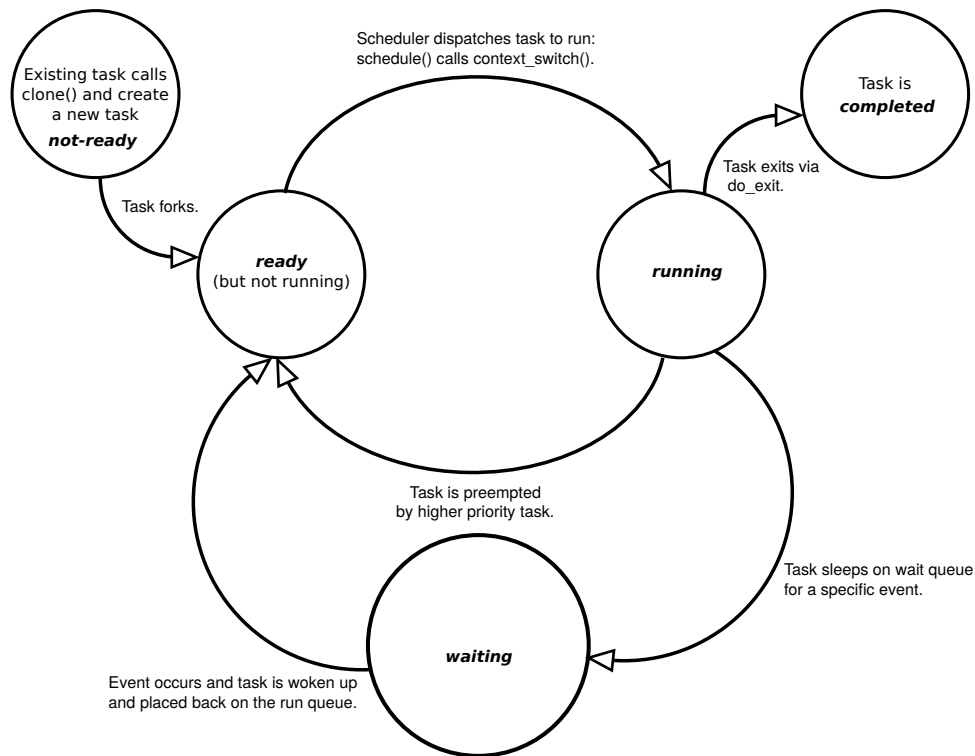 Scheduler dispatches task to run:
schedule() calls context_switch().
Existing task calls
clone() and create
a new task
not-ready
Task is
completed
Task exits via
do_exit.
Task forks.
ready
(but not running)
running
Task is preempted
by higher priority task.
Task sleeps on wait queue
for a specific event.
waiting
Event occurs and task is woken up
and placed back on the run queue.